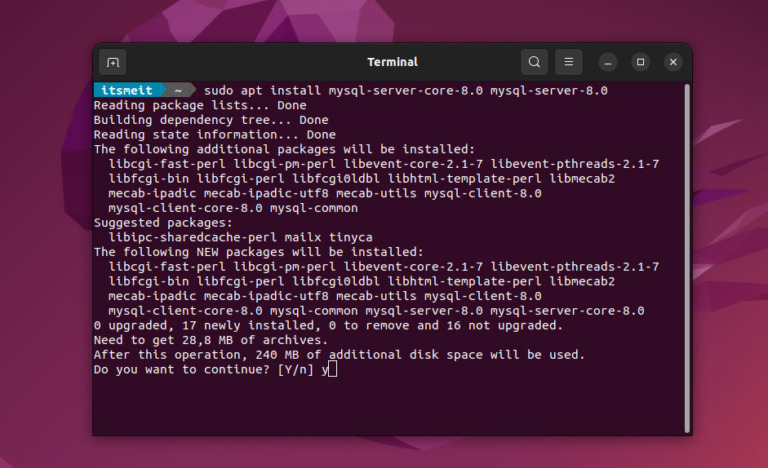 Terminal
itsmeit ~ sudo apt install mysql-server-core-8.0 mysql-server-8.0
Reading package lists... Done
Building dependency tree... Done
Reading state information... Done
The following additional packages will be installed:
libcgi-fast-perl libcgi-pm-perl libevent-core-2.1-7 libevent-pthreads-2.1-7
libfcgi-bin libfcgi-perl libfcgi0ldbl libhtml-template-perl libmecab2
mecab-ipadic mecab-ipadic-utf8 mecab-utils mysql-client-8.0
mysql-client-core-8.0 mysql-common
Suggested packages:
libipc-sharedcache-perl mailx tinyca
The following NEW packages will be installed:
libcgi-fast-perl libcgi-pm-perl libevent-core-2.1-7 libevent-pthreads-2.1-7
libfcgi-bin libfcgi-perl libfcgi0ldbl libhtml-template-perl libmecab2
mecab-ipadic mecab-ipadic-utf8 mecab-utils mysql-client-8.0
mysql-client-core-8.0 mysql-common mysql-server-8.0 mysql-server-core-8.0
0 upgraded, 17 newly installed, 0 to remove and 16 not upgraded.
Need to get 28,8 MB of archives.
After this operation, 240 MB of additional disk space will be used.
Do you want to continue? [Y/n] y